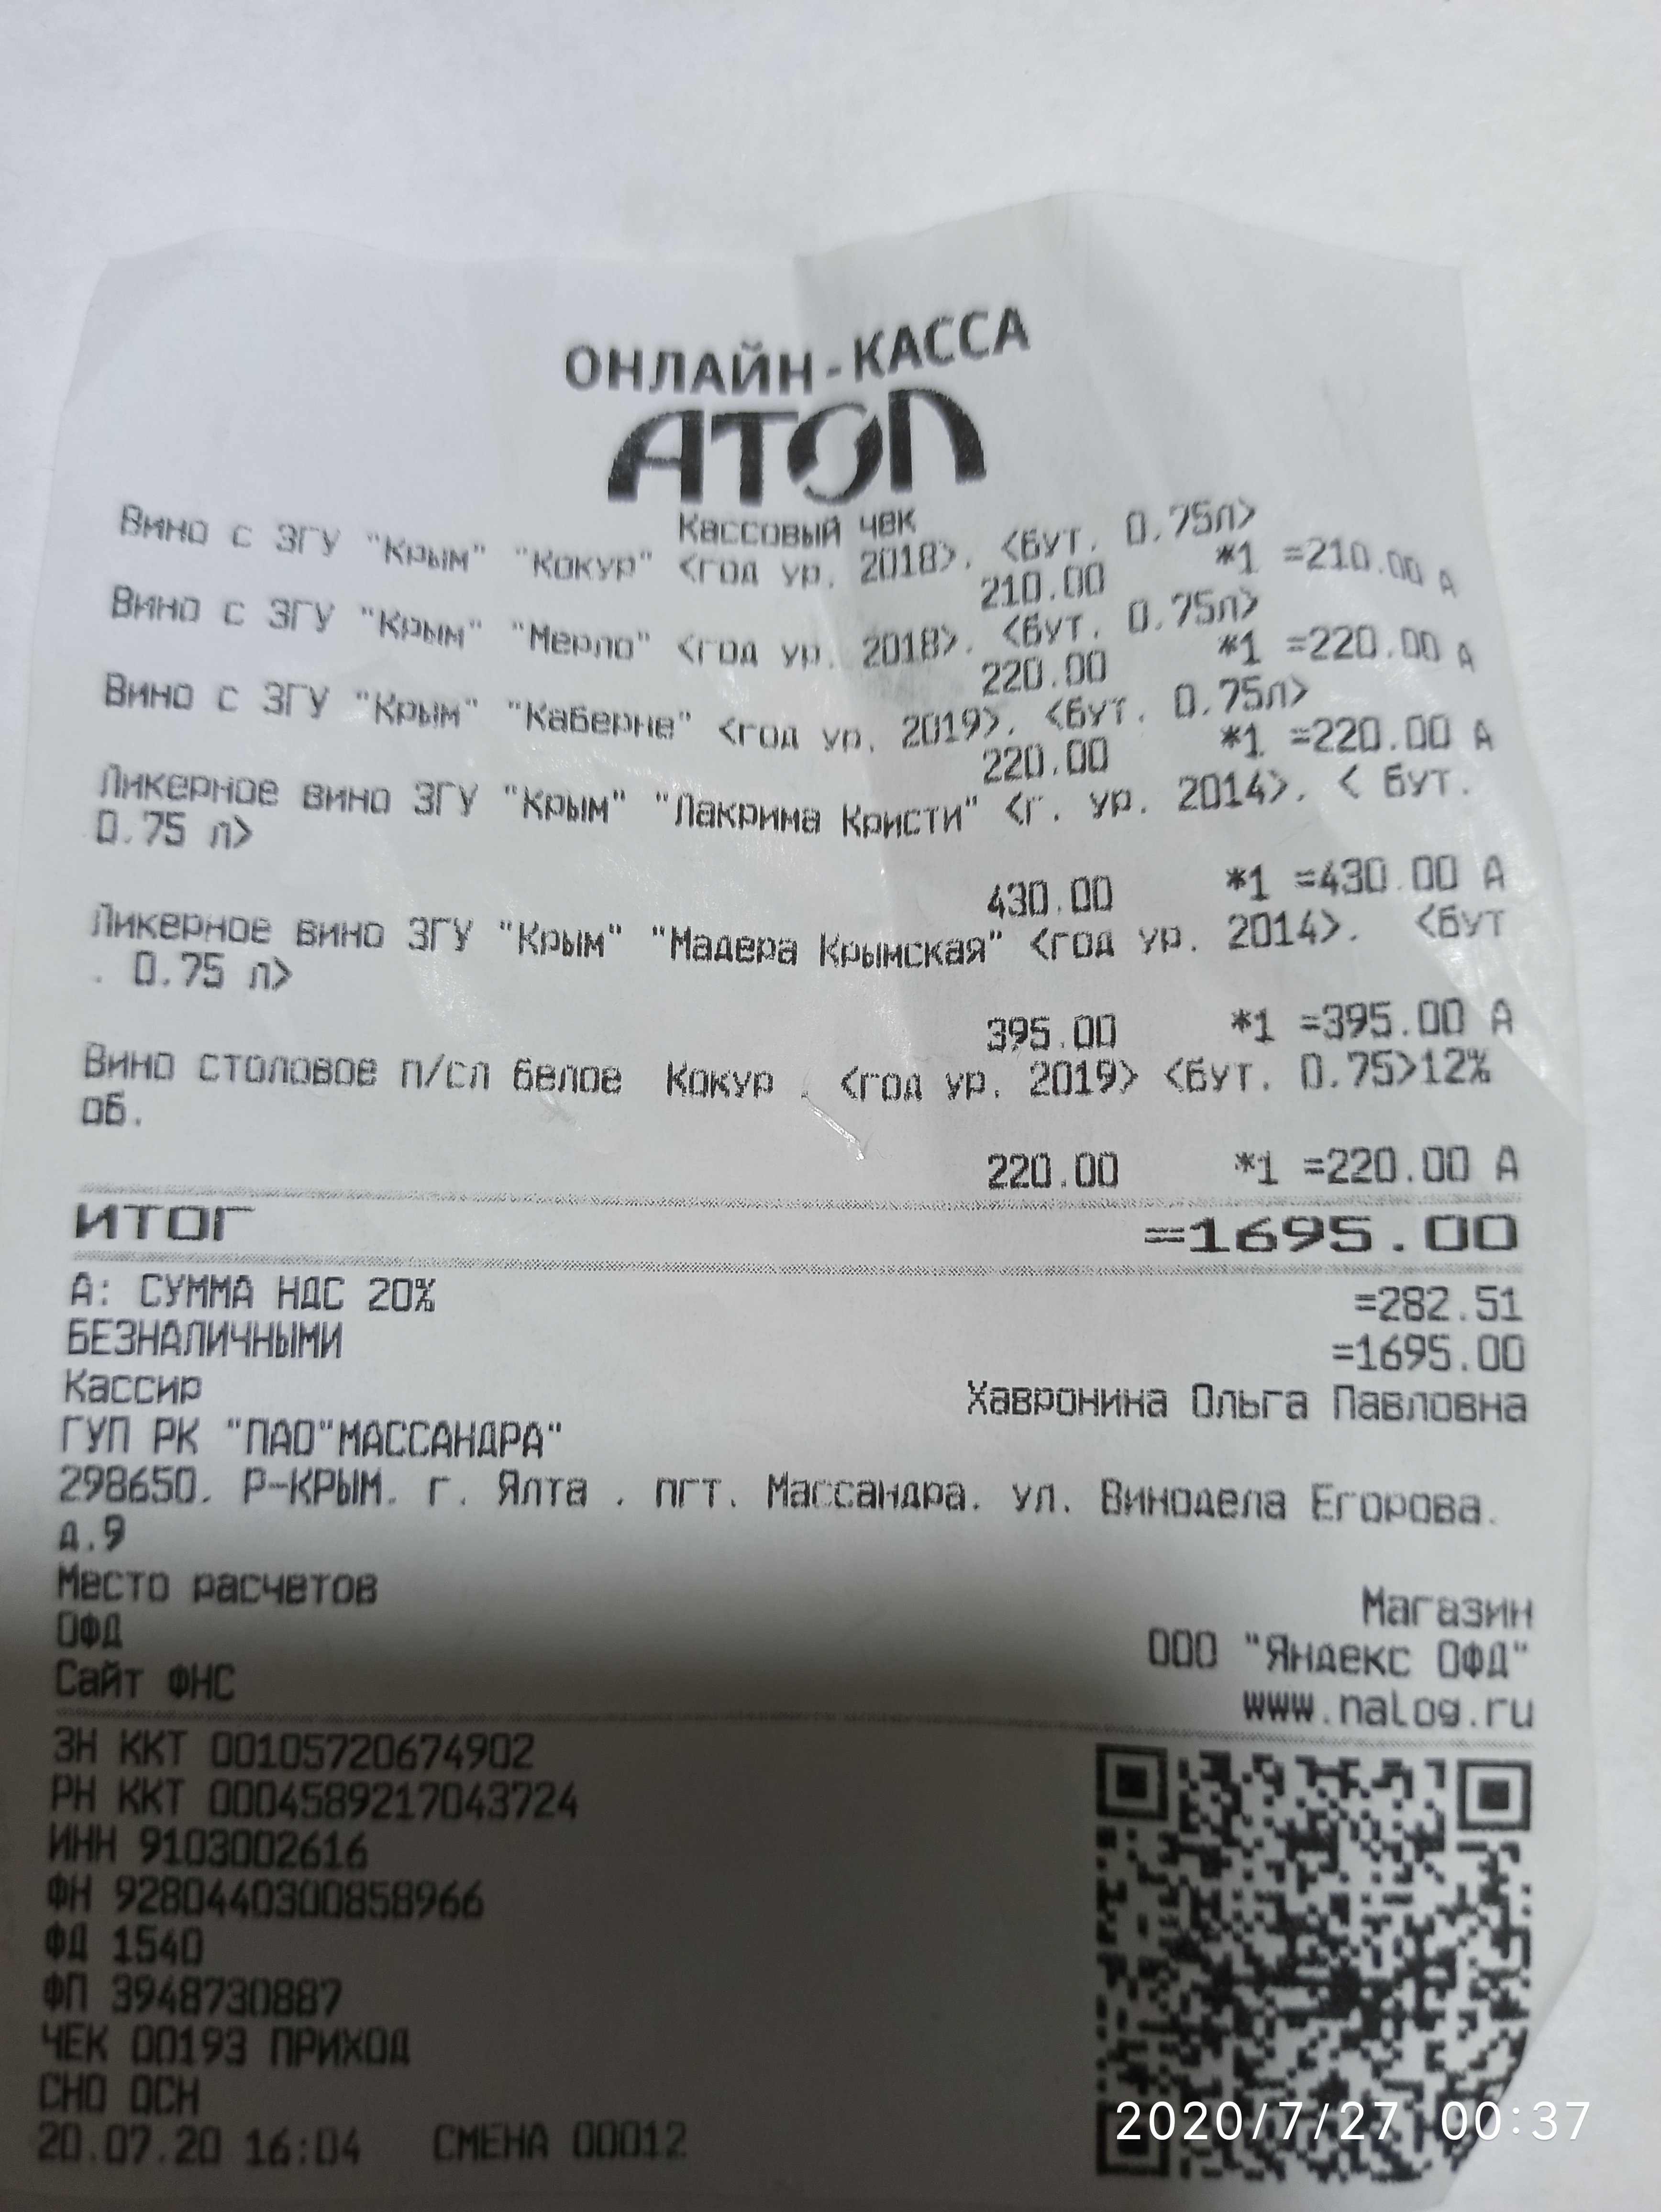 ОНЛАЙН-КАССА
АТОЛ
Кассовый чек
Вино с ЗГУ "Крым" "Кокур" <год ур. 2018>, <бут. 0,75л>
210.00 *1 =210.00 А
Вино с ЗГУ "Крым" "Мерло" <год ур. 2018>, <бут. 0,75л>
220.00 *1 =220.00 А
Вино с ЗГУ "Крым" "Каберне" <год ур. 2019>, <бут. 0,75л>
220.00 *1 =220.00 А
Ликерное вино ЗГУ "Крым" "Лакрима Кристи" <г. ур. 2014>, < бут.
0.75 л>
430.00 *1 =430.00 А
Ликерное вино ЗГУ "Крым" "Мадера Крымская" <год ур. 2014>, <бут
. 0.75 л>
395.00 *1 =395.00 А
Вино столовое п/сл белое Кокур , <год ур. 2019> <бут. 0.75>12%
об.
220.00 *1 =220.00 А
ИТОГ =1695.00
А: СУММА НДС 20% =282.51
БЕЗНАЛИЧНЫМИ =1695.00
Кассир Хавронина Ольга Павловна
ГУП РК "ПАО"МАССАНДРА"
298650, Р-КРЫМ, г. Ялта , пгт. Массандра, ул. Винодела Егорова,
д.9
Место расчетов Магазин
ОФД ООО "Яндекс ОФД"
Сайт ФНС www.nalog.ru
ЗН ККТ 00105720674902
РН ККТ 0004589217043724
ИНН 9103002616
ФН 9280440300858966
ФД 1540
ФП 3948730887
ЧЕК 00193 ПРИХОД
СНО ОСН
20.07.20 16:04 СМЕНА 00012
2020/7/27 00:37